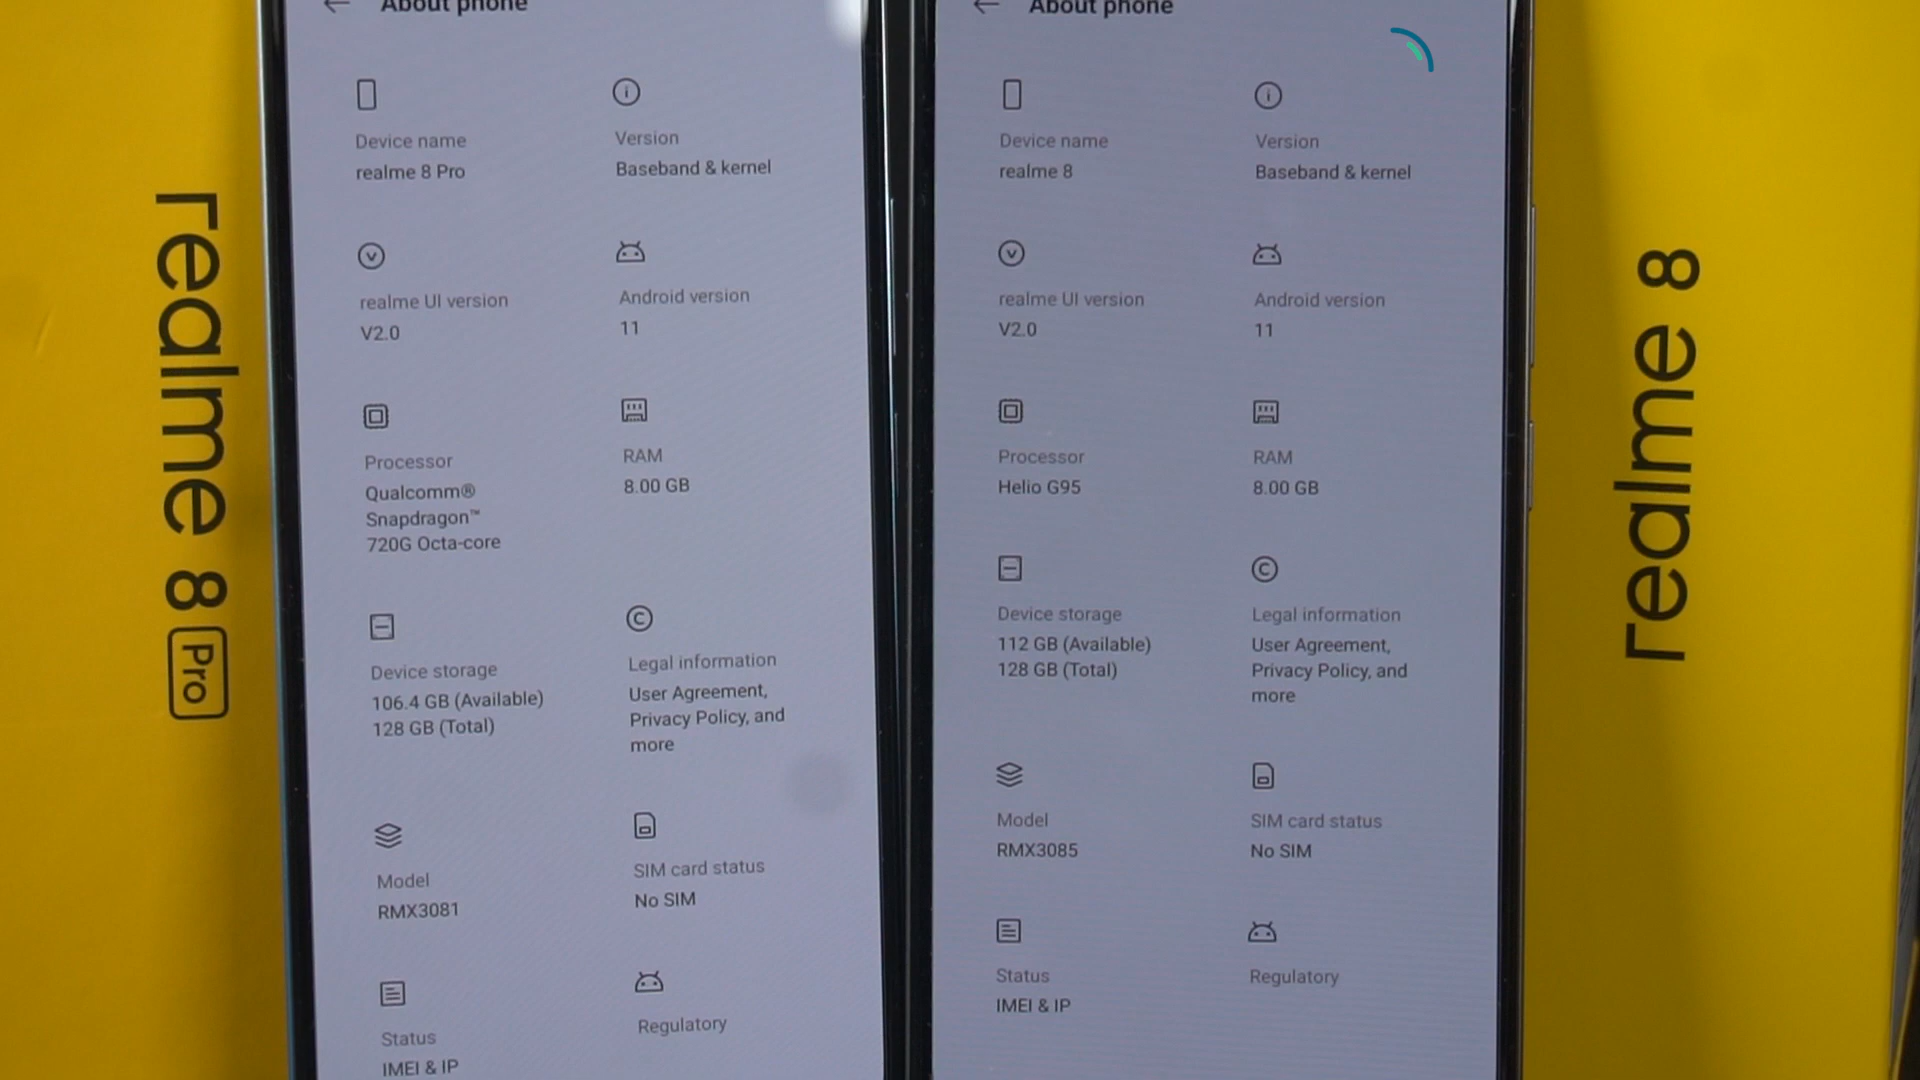 realme 8 Pro
About phone
Device name
realme 8 Pro
Version
Baseband & kernel
realme UI version
V2.0
Android version
11
Processor
Qualcomm®
Snapdragon™
720G Octa-core
RAM
8.00 GB
Device storage
106.4 GB (Available)
128 GB (Total)
Legal information
User Agreement,
Privacy Policy, and
more
Model
RMX3081
SIM card status
No SIM
Status
IMEI & IP
Regulatory
About phone
Device name
realme 8
Version
Baseband & kernel
realme UI version
V2.0
Android version
11
Processor
Helio G95
RAM
8.00 GB
Device storage
112 GB (Available)
128 GB (Total)
Legal information
User Agreement,
Privacy Policy, and
more
Model
RMX3085
SIM card status
No SIM
Status
IMEI & IP
Regulatory
realme 8